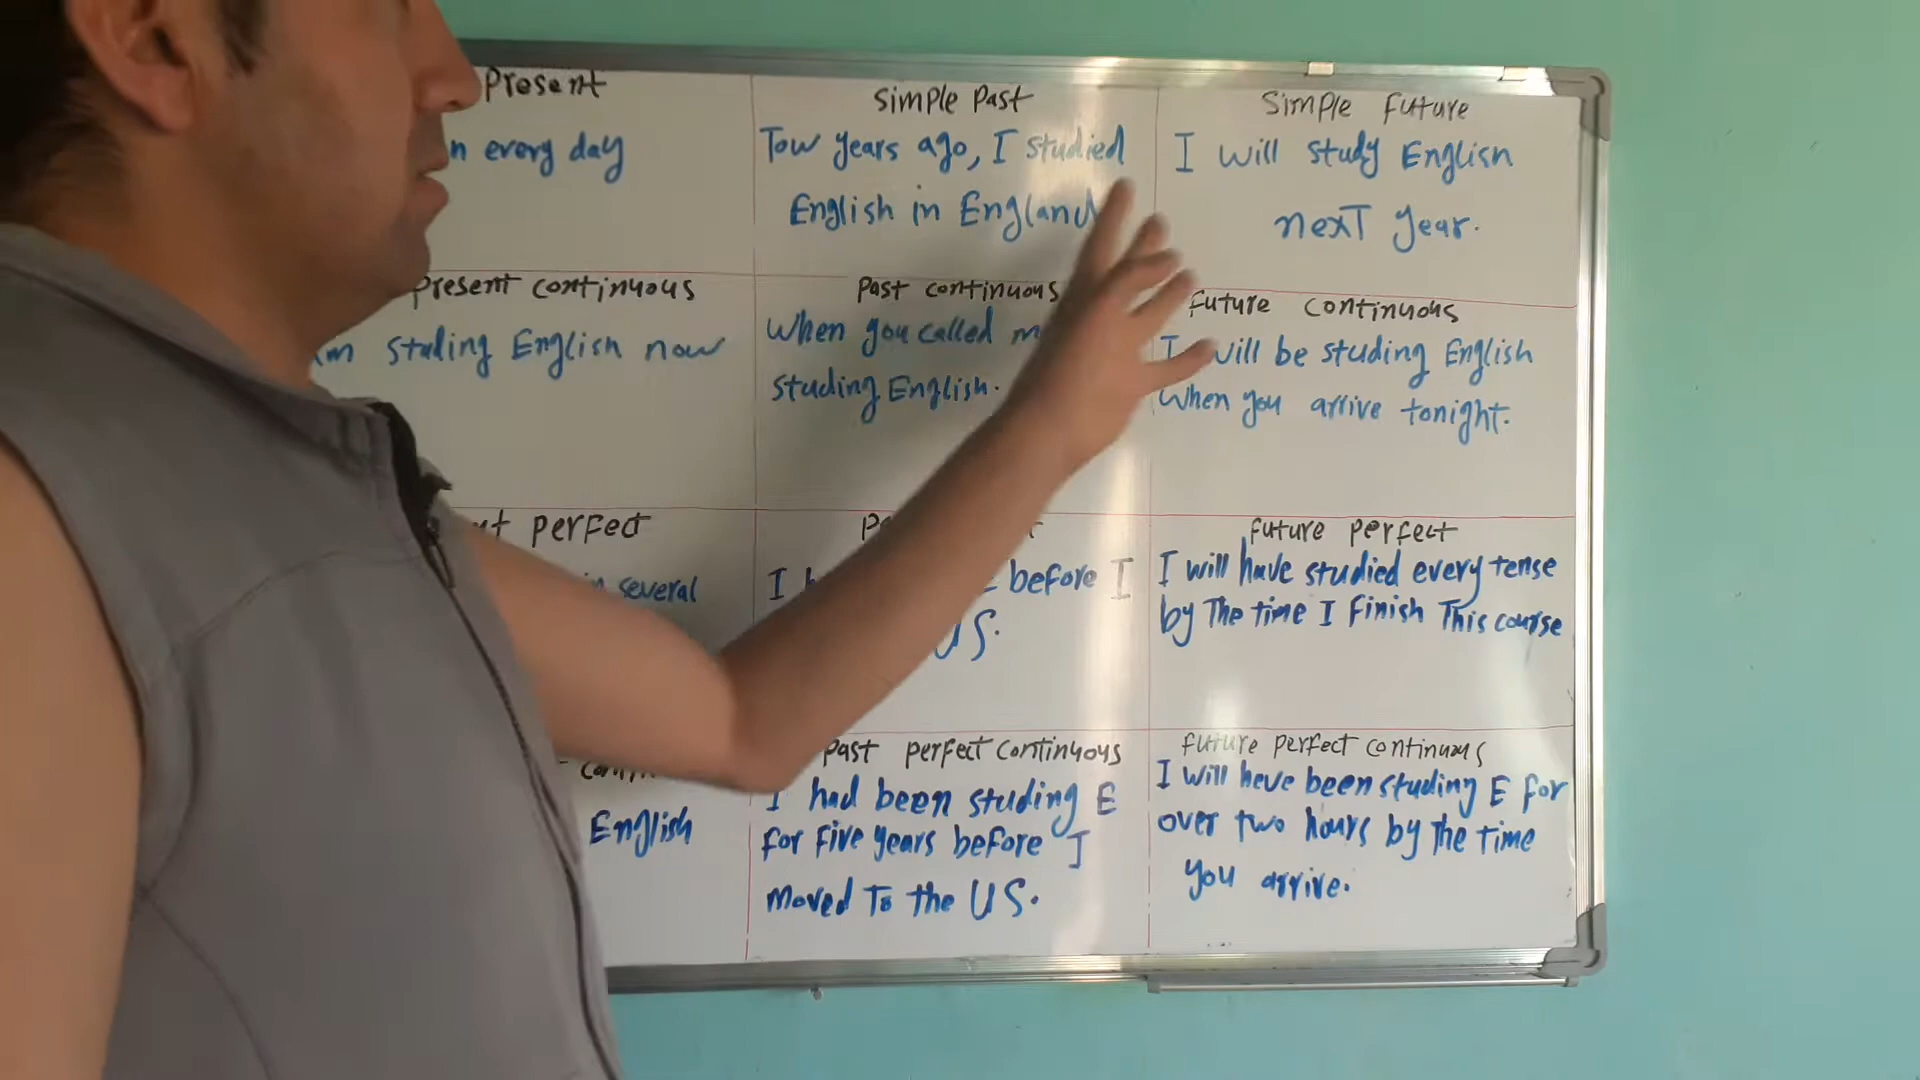 Present
every day
Simple Past
Tow years ago, I studied
English in England
Simple Future
I will study English
next year.
Present continuous
am studing English now
Past continuous
When you called
studing English.
Future continuous
I will be studing English
when you arrive tonight.
perfect
several
I before I
US.
Future perfect
I will have studied every tense
by The time I Finish This course
English
Past perfect continuous
I had been studing E
for five years before I
moved To the US.
Future perfect continuous
I will heve been studing E for
over two hours by The time
you arrive.